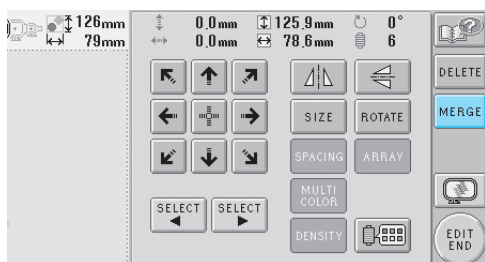 126mm
79mm
0.0mm 125.9mm 0°
0.0mm 78.6mm 6
DELETE
SIZE ROTATE MERGE
SPACING ARRAY
MULTI
COLOR
SELECT SELECT
DENSITY
EDIT
END